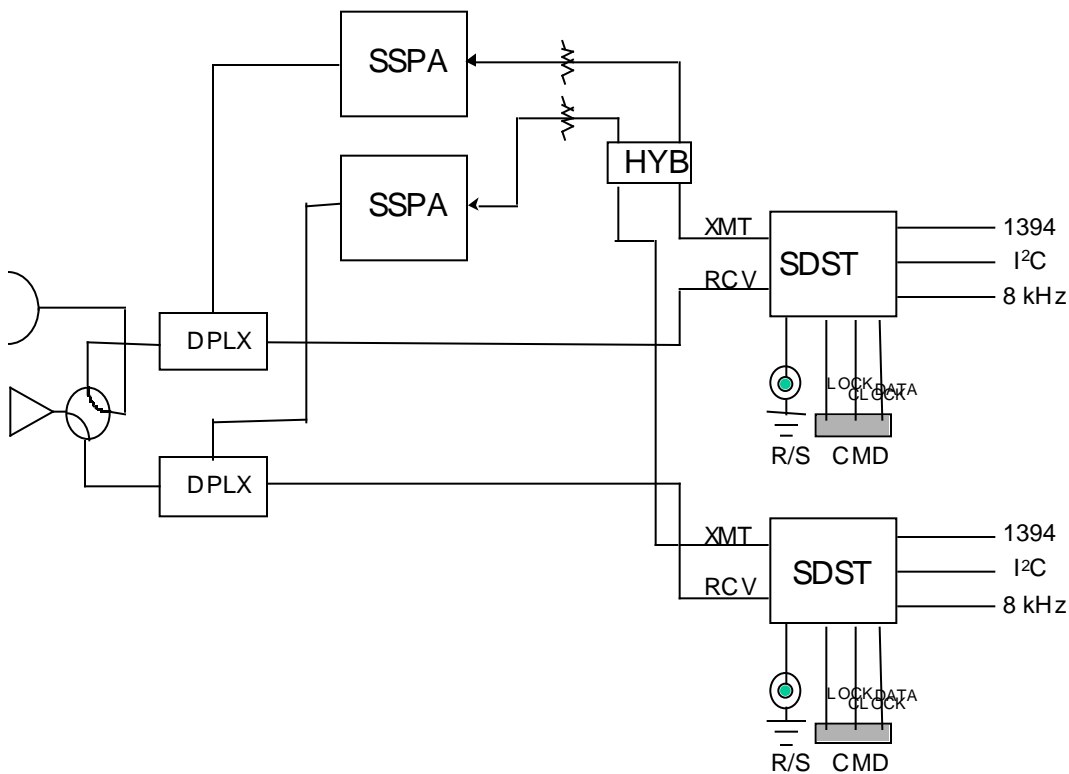 SSPA
SSPA
HYB
XMT
SDST
1394
I²C
8 kHz
RCV
DPLX
LOCK
CLOCK
DATA
R/S
CMD
DPLX
XMT
SDST
1394
I²C
8 kHz
RCV
LOCK
CLOCK
DATA
R/S
CMD